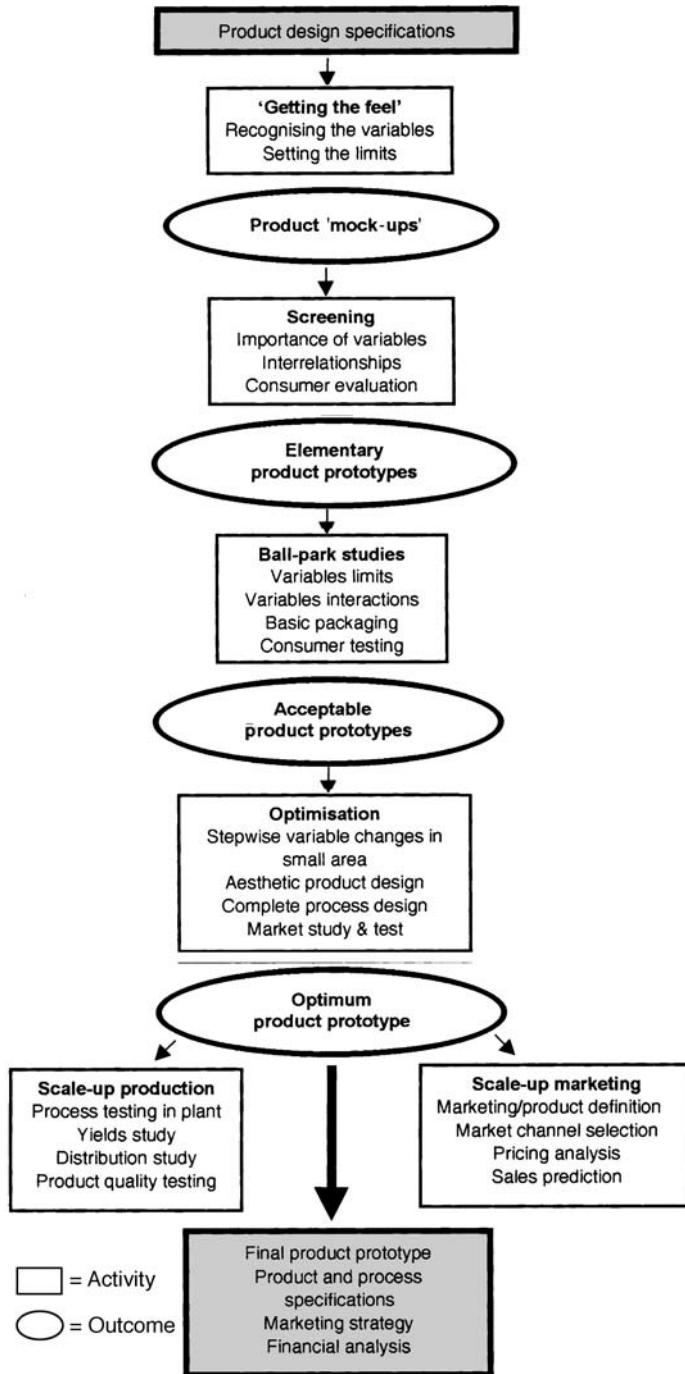 Product design specifications
'Getting the feel'
Recognising the variables
Setting the limits
Product 'mock-ups'
Screening
Importance of variables
Interrelationships
Consumer evaluation
Elementary
product prototypes
Ball-park studies
Variables limits
Variables interactions
Basic packaging
Consumer testing
Acceptable
product prototypes
Optimisation
Stepwise variable changes in
small area
Aesthetic product design
Complete process design
Market study & test
Optimum
product prototype
Scale-up production
Process testing in plant
Yields study
Distribution study
Product quality testing
Scale-up marketing
Marketing/product definition
Market channel selection
Pricing analysis
Sales prediction
Final product prototype
Product and process
specifications
Marketing strategy
Financial analysis
= Activity
= Outcome